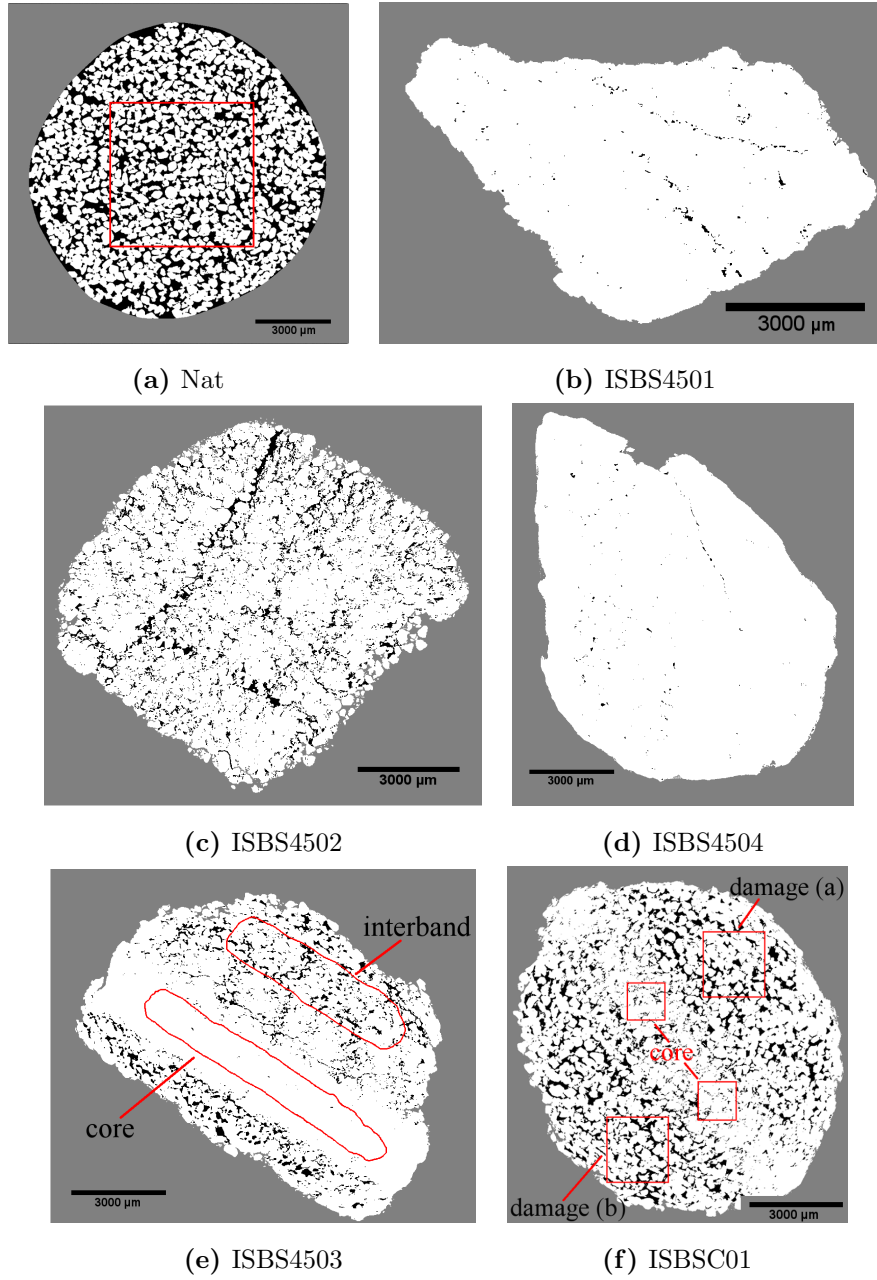 3000 µm
3000 µm
(a) Nat
(b) ISBS4501
3000 µm
3000 µm
(c) ISBS4502
(d) ISBS4504
interband
core
3000 µm
damage (a)
core
damage (b)
3000 µm
(e) ISBS4503
(f) ISBSC01